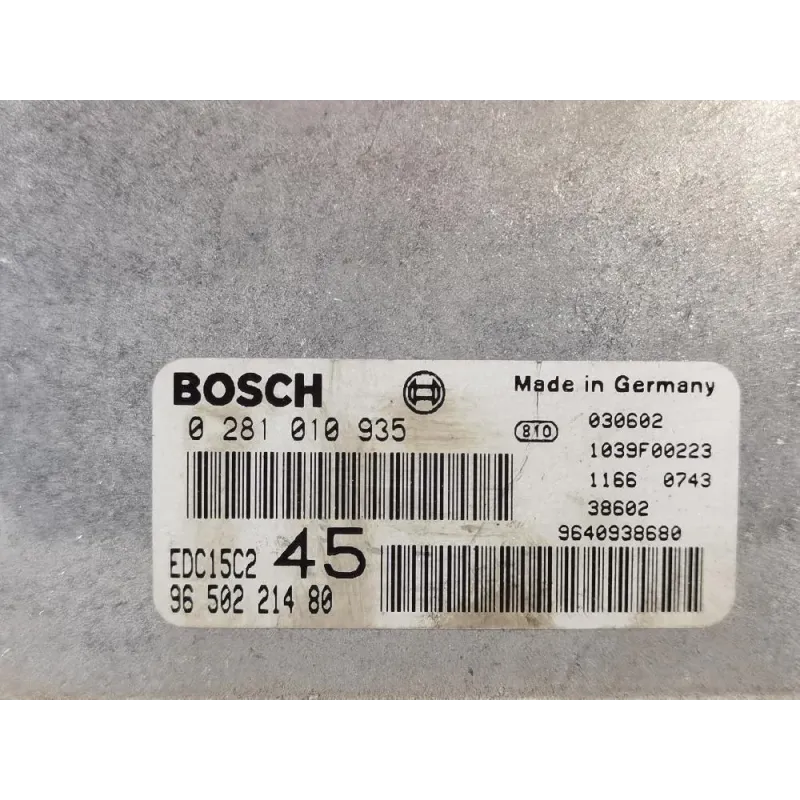 BOSCH
Made in Germany
0 281 010 935
810
030602
1039F00223
1166 0743
38602
9640938680
EDC15C2 45
96 502 214 80